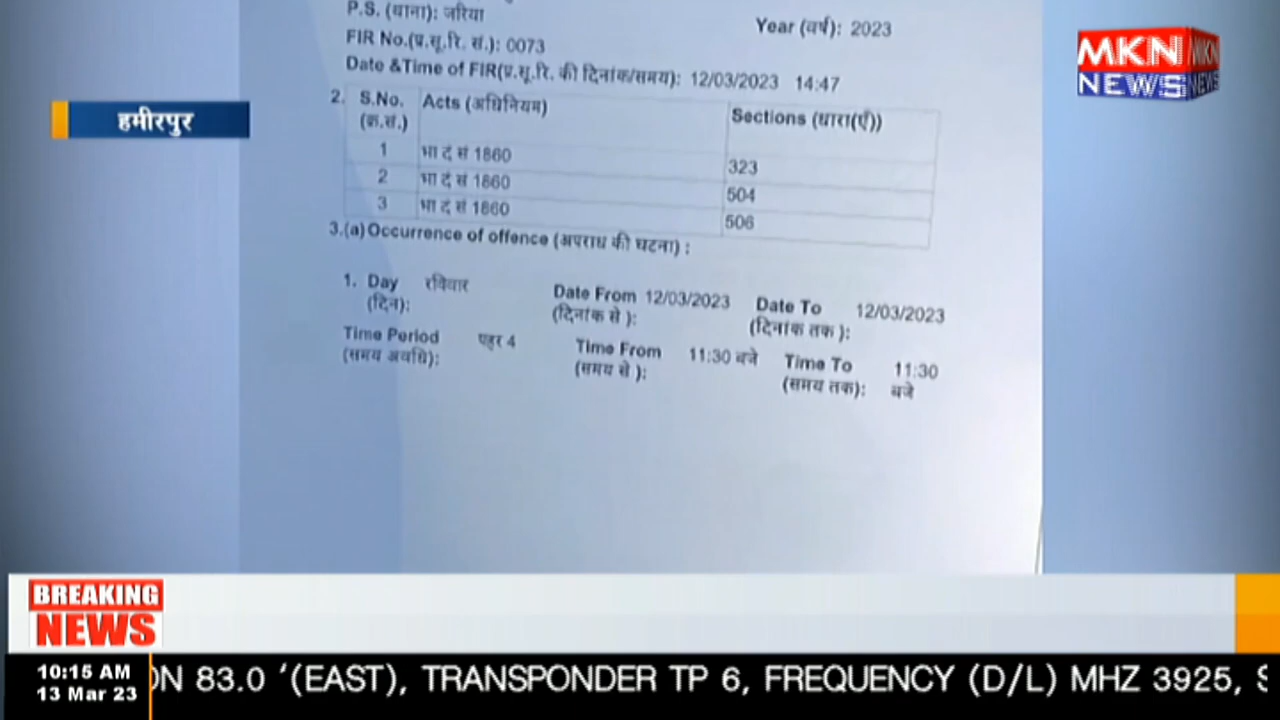 P.S. (थाना): जरिया
Year (वर्ष): 2023
FIR No.(प्र.सू.रि. सं.): 0073
Date &Time of FIR(प्र.सू.रि. की दिनांक/समय): 12/03/2023 14:47
2. S.No. (क्र.सं.) Acts (अधिनियम) Sections (धारा(एँ))
1 भा दं सं 1860 323
2 भा दं सं 1860 504
3 भा दं सं 1860 506
3.(a) Occurrence of offence (अपराध की घटना) :
1. Day रविवार Date From 12/03/2023 Date To 12/03/2023
(दिन): (दिनांक से ): (दिनांक तक ):
Time Period पहर 4 Time From 11:30 बजे Time To 11:30
(समय अवधि): (समय से ): (समय तक): बजे
हमीरपुर
MKN MKN
NEWS NEWS
BREAKING
NEWS
10:15 AM
13 Mar 23
ON 83.0 ‘(EAST), TRANSPONDER TP 6, FREQUENCY (D/L) MHZ 3925, S